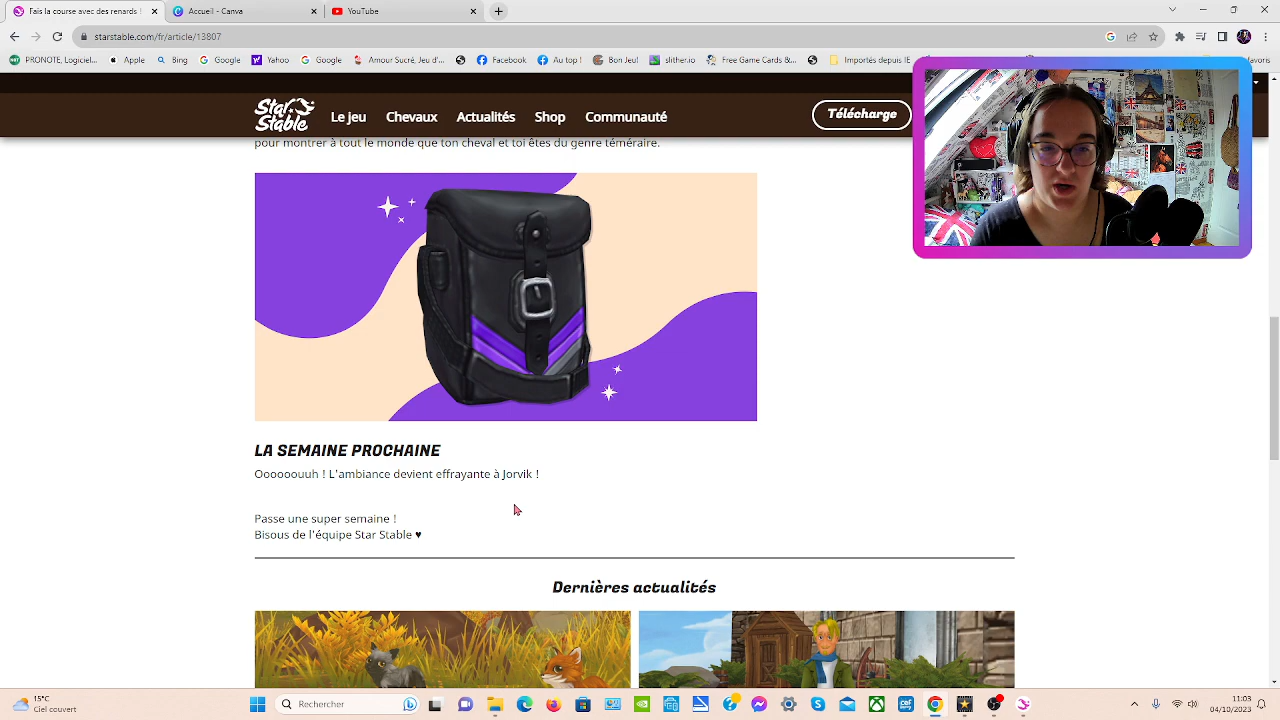 Fais la course avec des renards !
Accueil - Canva
YouTube
starstable.com/fr/article/13807
PRONOTE, Logiciel...
Apple
Bing
Google
Yahoo
Amour Sucré, Jeu d'...
Facebook
Au top !
Bon Jeu!
slither.io
Free Game Cards &...
Importés depuis IE
Star Stable
Le jeu
Chevaux
Actualités
Shop
Communauté
Télécharge
pour montrer à tout le monde que ton cheval et toi êtes du genre téméraire.
LA SEMAINE PROCHAINE
Oooooouuh ! L'ambiance devient effrayante à Jorvik !
Passe une super semaine !
Bisous de l'équipe Star Stable ♥
Dernières actualités
15°C
Ciel couvert
Rechercher
11:03
04/10/2023